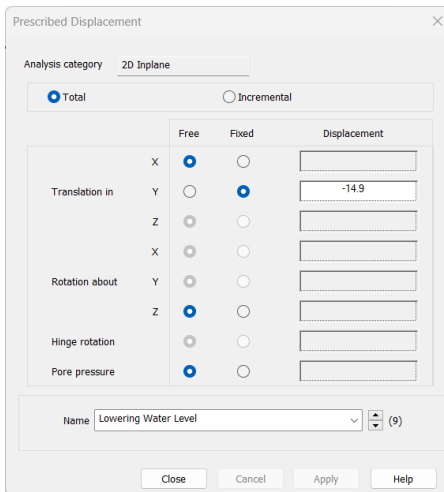 Prescribed Displacement
Analysis category 2D Inplane
Total Incremental
Free Fixed Displacement
X
Translation in Y -14.9
Z
X
Rotation about Y
Z
Hinge rotation
Pore pressure
Name Lowering Water Level (9)
Close Cancel Apply Help